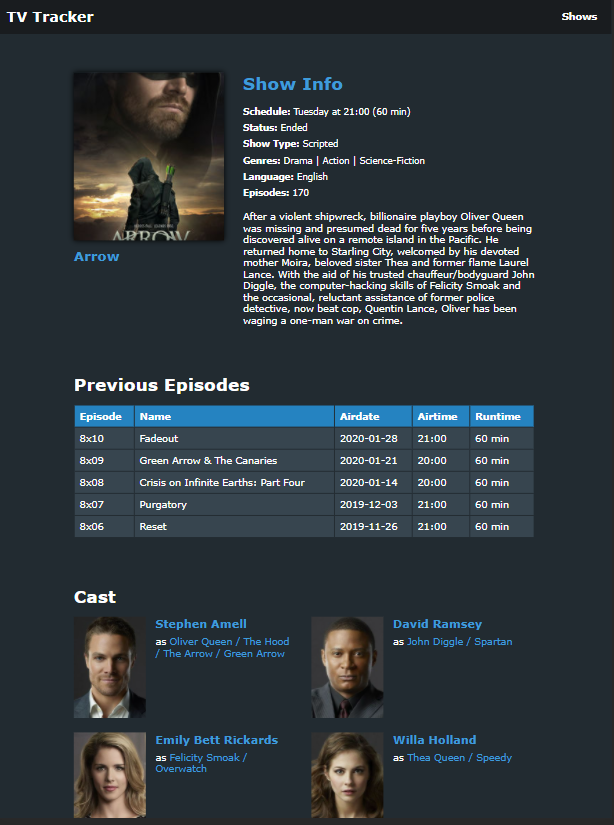 TV Tracker
Shows
ARROW
Arrow
Show Info
Schedule: Tuesday at 21:00 (60 min)
Status: Ended
Show Type: Scripted
Genres: Drama | Action | Science-Fiction
Language: English
Episodes: 170
After a violent shipwreck, billionaire playboy Oliver Queen
was missing and presumed dead for five years before being
discovered alive on a remote island in the Pacific. He
returned home to Starling City, welcomed by his devoted
mother Moira, beloved sister Thea and former flame Laurel
Lance. With the aid of his trusted chauffeur/bodyguard John
Diggle, the computer-hacking skills of Felicity Smoak and
the occasional, reluctant assistance of former police
detective, now beat cop, Quentin Lance, Oliver has been
waging a one-man war on crime.
Previous Episodes
Episode Name Airdate Airtime Runtime
8x10 Fadeout 2020-01-28 21:00 60 min
8x09 Green Arrow & The Canaries 2020-01-21 20:00 60 min
8x08 Crisis on Infinite Earths: Part Four 2020-01-14 20:00 60 min
8x07 Purgatory 2019-12-03 21:00 60 min
8x06 Reset 2019-11-26 21:00 60 min
Cast
Stephen Amell
as Oliver Queen / The Hood
/ The Arrow / Green Arrow
David Ramsey
as John Diggle / Spartan
Emily Bett Rickards
as Felicity Smoak /
Overwatch
Willa Holland
as Thea Queen / Speedy